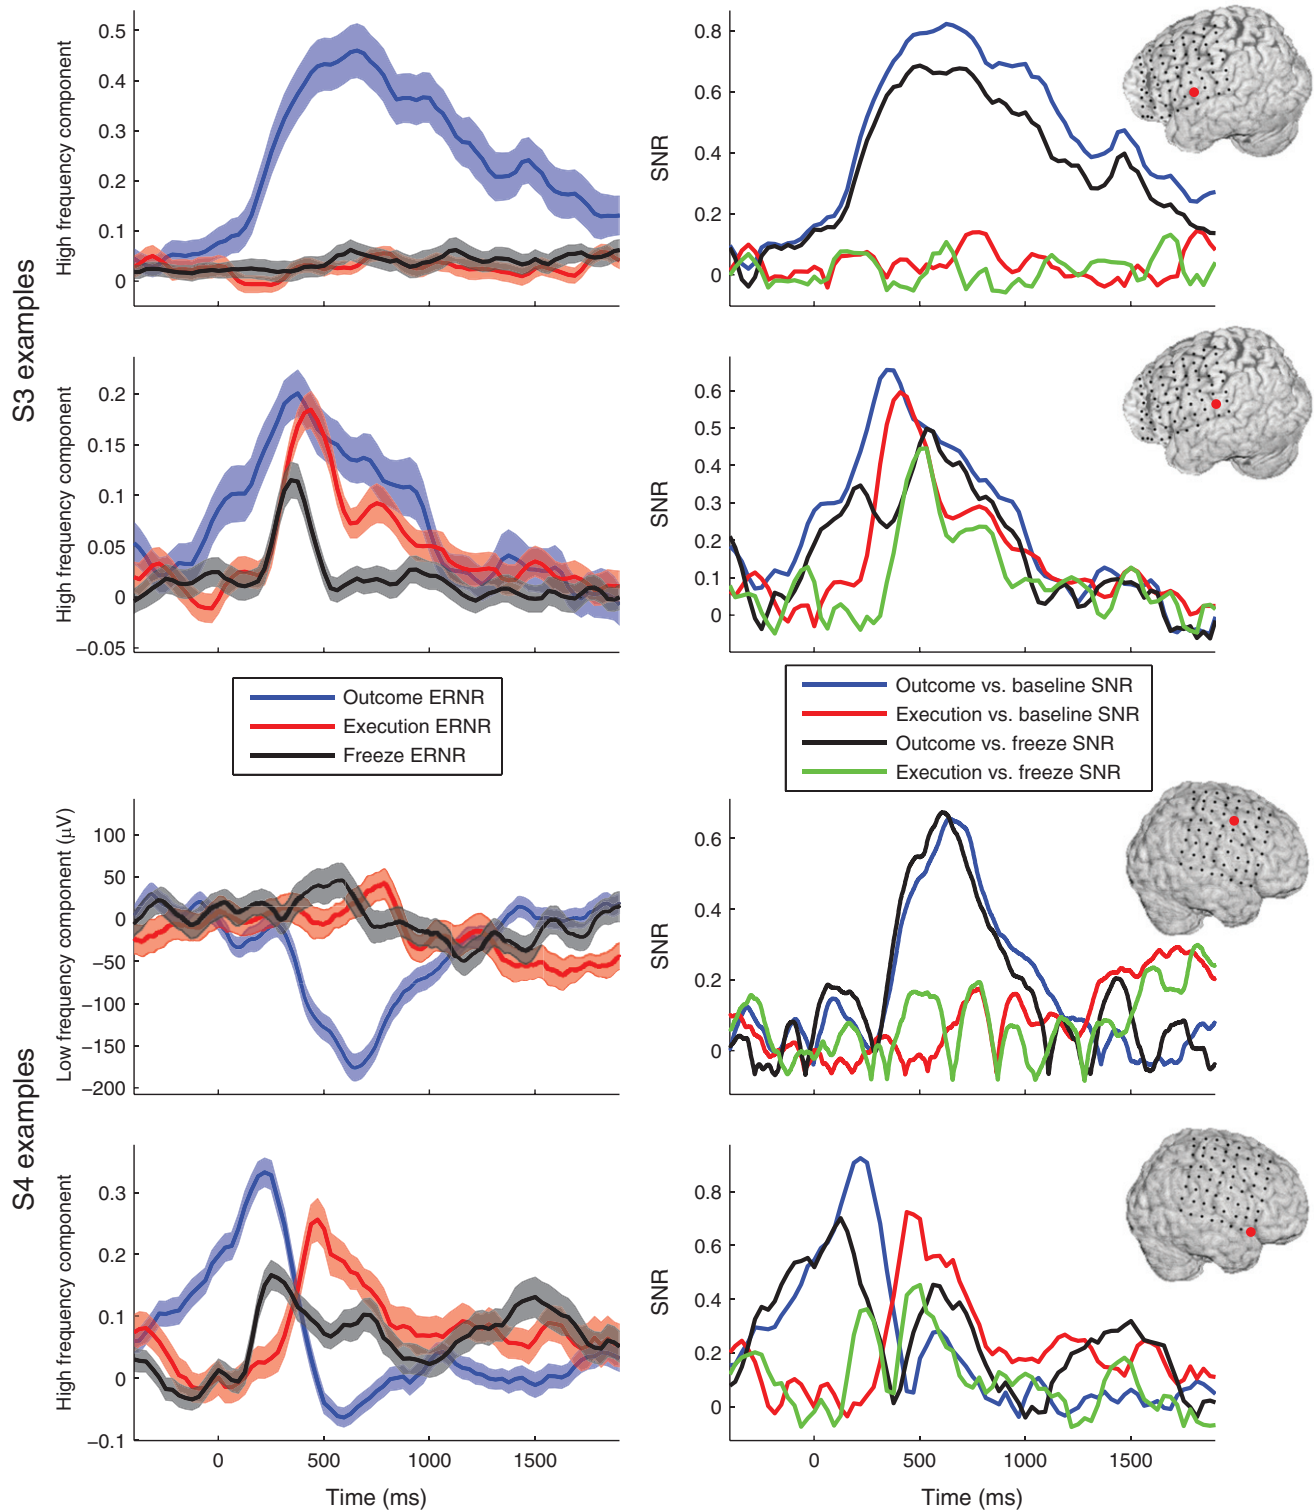 S3 examples
High frequency component
0.5
0.4
0.3
0.2
0.1
0
SNR
0.8
0.6
0.4
0.2
0
High frequency component
0.2
0.15
0.1
0.05
0
−0.05
SNR
0.6
0.5
0.4
0.3
0.2
0.1
0
Outcome ERNR
Execution ERNR
Freeze ERNR
Outcome vs. baseline SNR
Execution vs. baseline SNR
Outcome vs. freeze SNR
Execution vs. freeze SNR
S4 examples
Low frequency component (μV)
100
50
0
−50
−100
−150
−200
SNR
0.6
0.4
0.2
0
High frequency component
0.3
0.2
0.1
0
−0.1
0 500 1000 1500
Time (ms)
SNR
0.8
0.6
0.4
0.2
0
0 500 1000 1500
Time (ms)